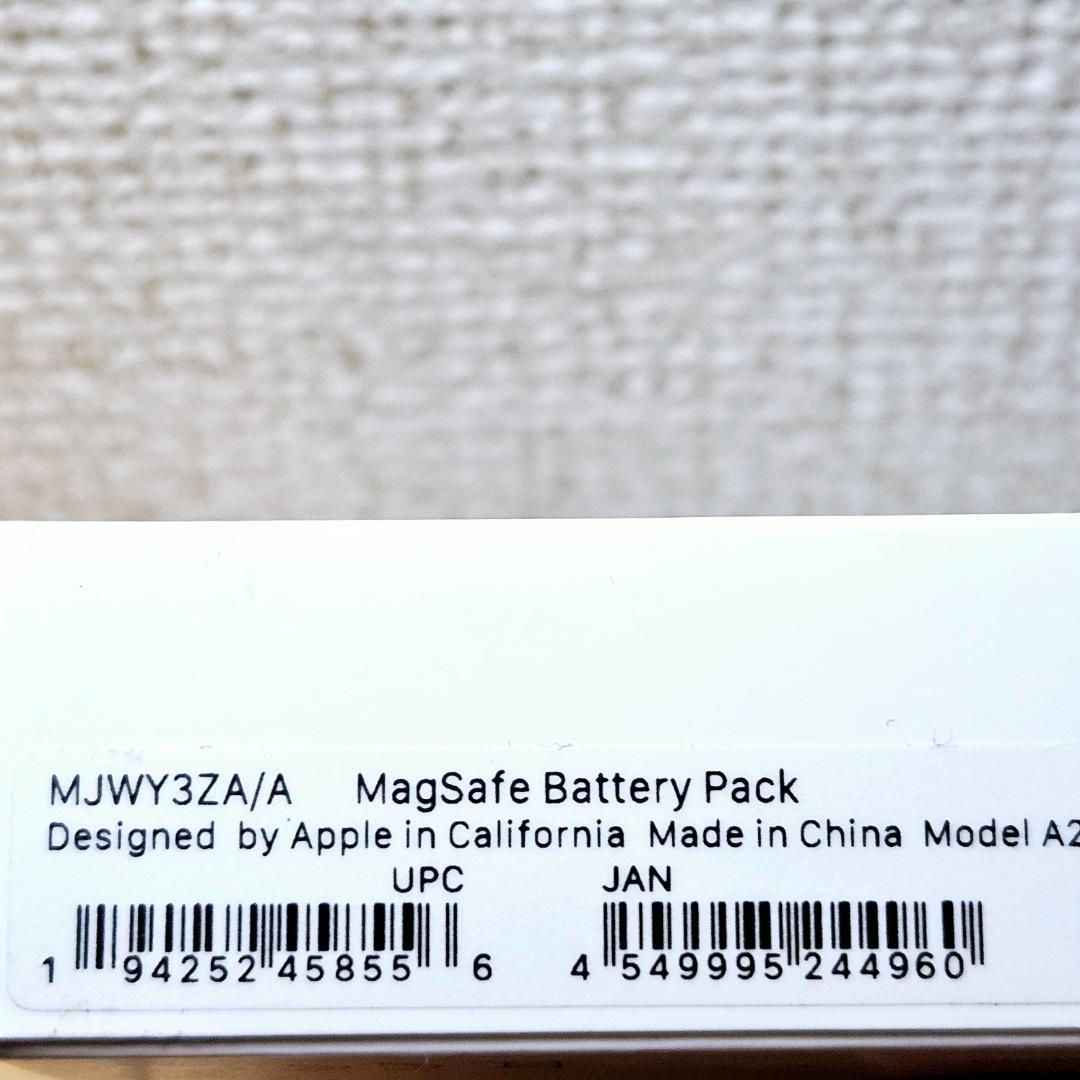 MJWY3ZA/A MagSafe Battery Pack
Designed by Apple in California Made in China Model A2
UPC JAN
1 94252 45855 6 4 549995 244960